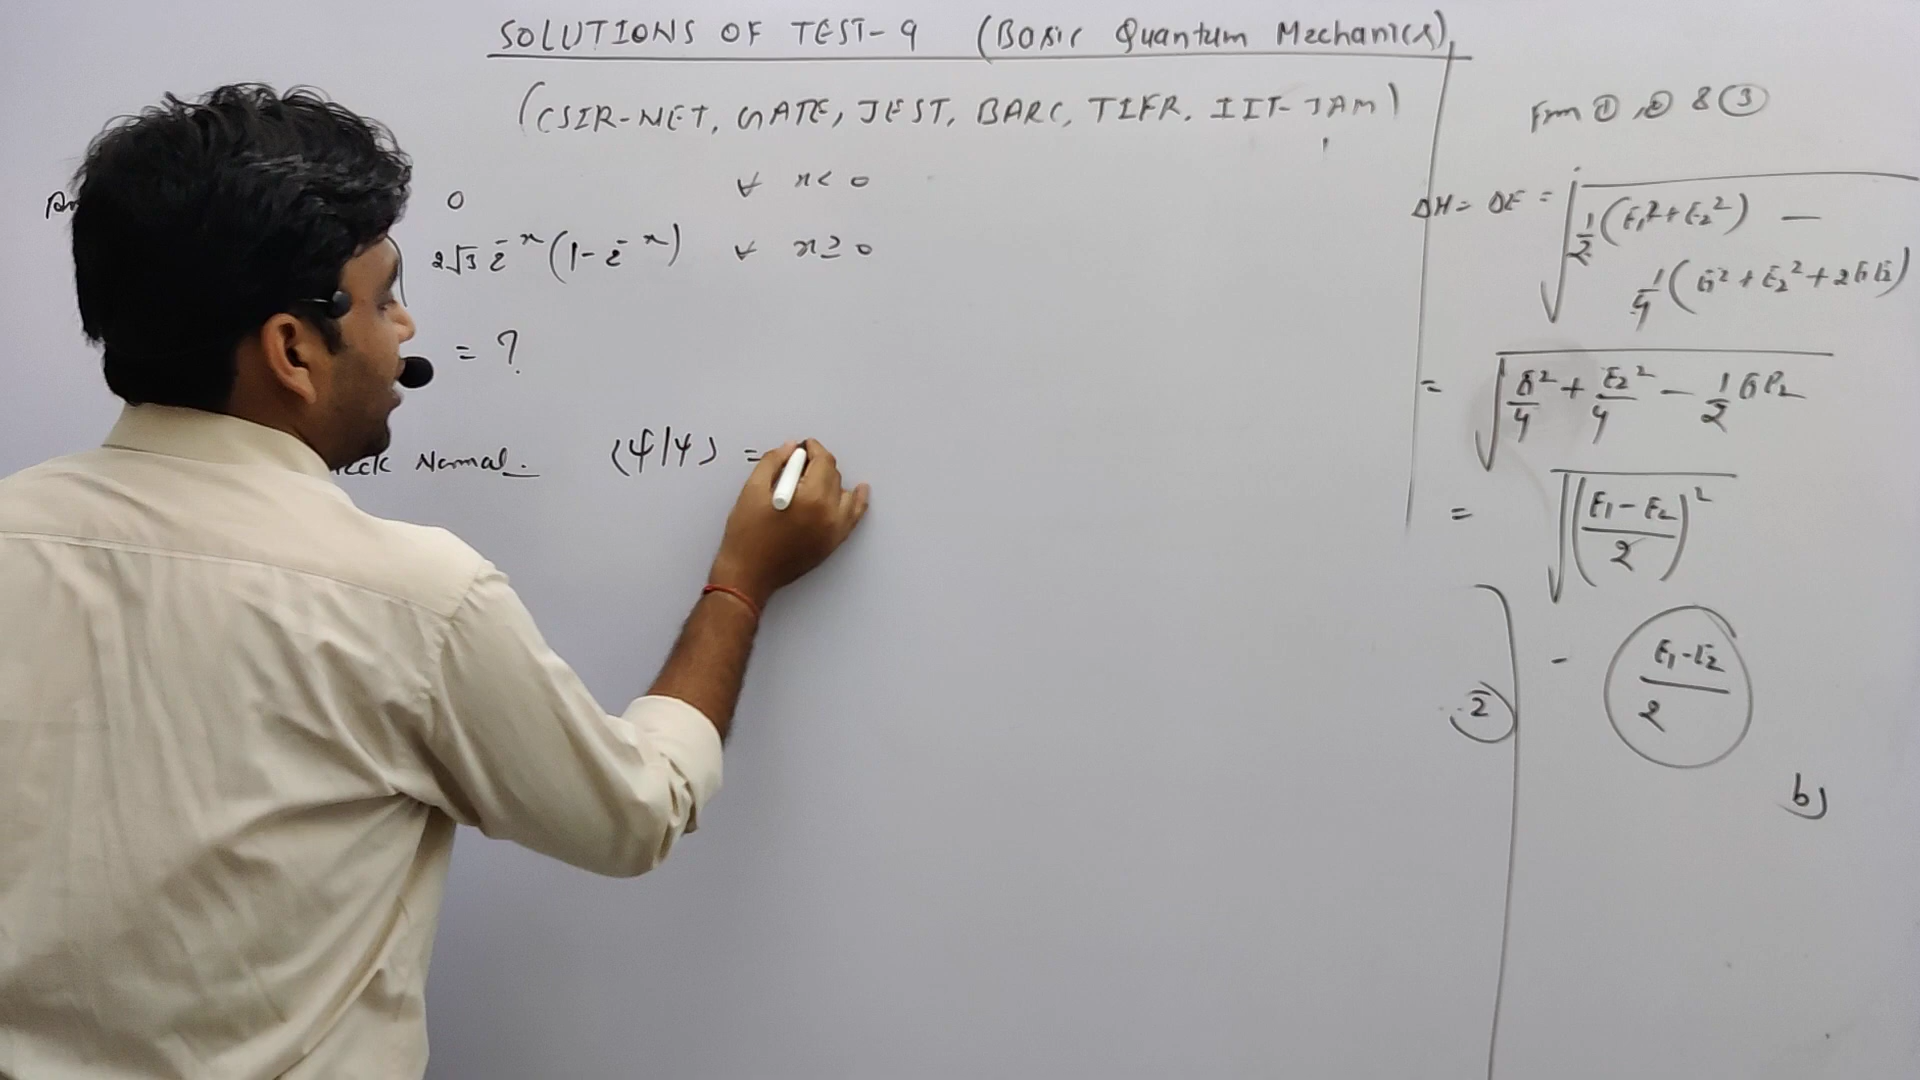 SOLUTIONS OF TEST-9 (Basic Quantum Mechanics)
(CSIR-NET, GATE, JEST, BARC, TIFR, IIT-JAM)
0 ∀ x < 0
2√3 e^-x (1 - e^-x) ∀ x ≥ 0
= ?
Normal. ⟨ψ|ψ⟩ =
From ① , ② & ③
ΔH = ΔE = √ 1/2 (E1² + E2²) —
1/4 (E1² + E2² + 2E1E2)
= √ E1²/4 + E2²/4 - 1/2 E1E2
= √ ((E1 - E2)/2)²
- (E1 - E2)/2
②
b)